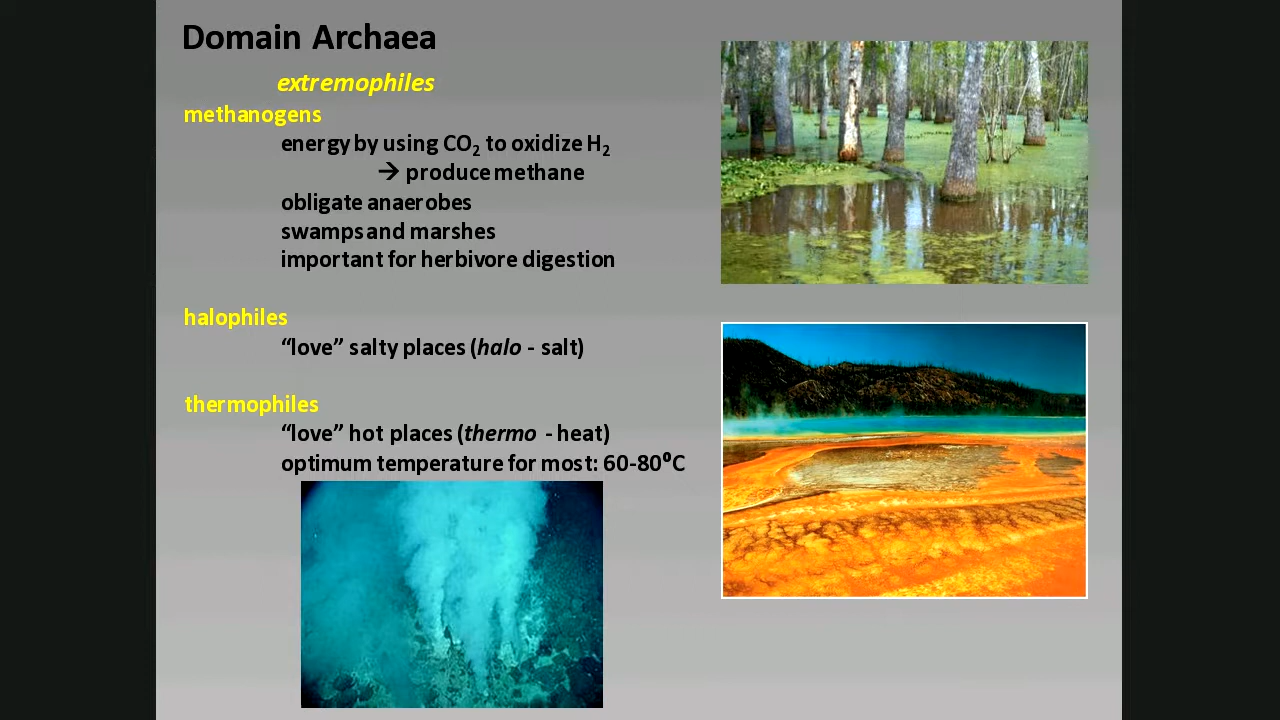 Domain Archaea
extremophiles
methanogens
energy by using CO₂ to oxidize H₂
→ produce methane
obligate anaerobes
swamps and marshes
important for herbivore digestion
halophiles
“love” salty places (halo - salt)
thermophiles
“love” hot places (thermo - heat)
optimum temperature for most: 60-80⁰C